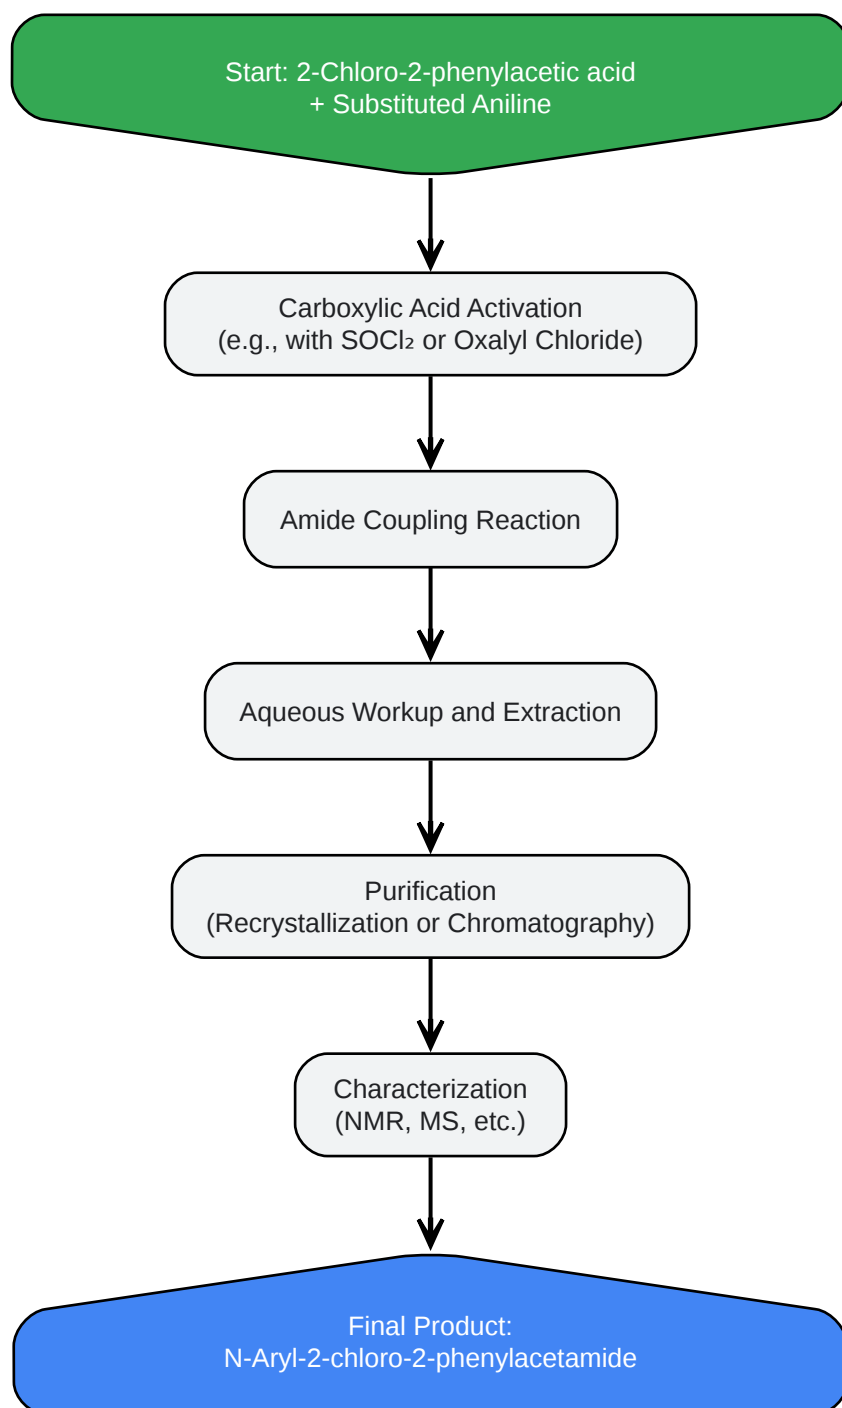 Start: 2-Chloro-2-phenylacetic acid
+ Substituted Aniline
Carboxylic Acid Activation
(e.g., with SOCl₂ or Oxalyl Chloride)
Amide Coupling Reaction
Aqueous Workup and Extraction
Purification
(Recrystallization or Chromatography)
Characterization
(NMR, MS, etc.)
Final Product:
N-Aryl-2-chloro-2-phenylacetamide